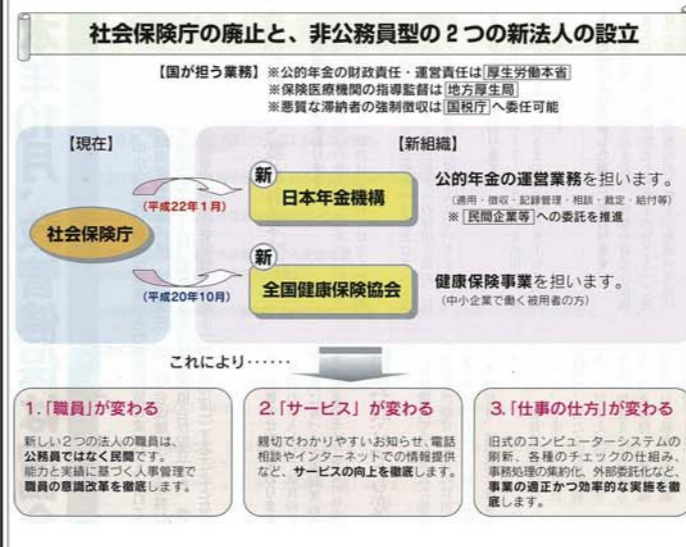 社会保険庁の廃止と、非公務員型の2つの新法人の設立
【国が担う業務】※公的年金の財政責任・運営責任は厚生労働本省
※保険医療機関の指導監督は地方厚生局
※悪質な滞納者の強制徴収は国税庁へ委任可能
【現在】
【新組織】
社会保険庁
(平成22年1月)
新
日本年金機構
公的年金の運営業務を担います。
(適用・徴収・記録管理・相談・裁定・給付等)
※民間企業等への委託を推進
(平成20年10月)
新
全国健康保険協会
健康保険事業を担います。
(中小企業で働く被用者の方)
これにより……
1.「職員」が変わる
新しい2つの法人の職員は、
公務員ではなく民間です。
能力と実績に基づく人事管理で
職員の意識改革を徹底します。
2.「サービス」が変わる
親切でわかりやすいお知らせ、電話
相談やインターネットでの情報提供
など、サービスの向上を徹底します。
3.「仕事の仕方」が変わる
旧式のコンピューターシステムの
刷新、各種のチェックの仕組み、
事務処理の集約化、外部委託化など、
事業の適正かつ効率的な実施を徹
底します。